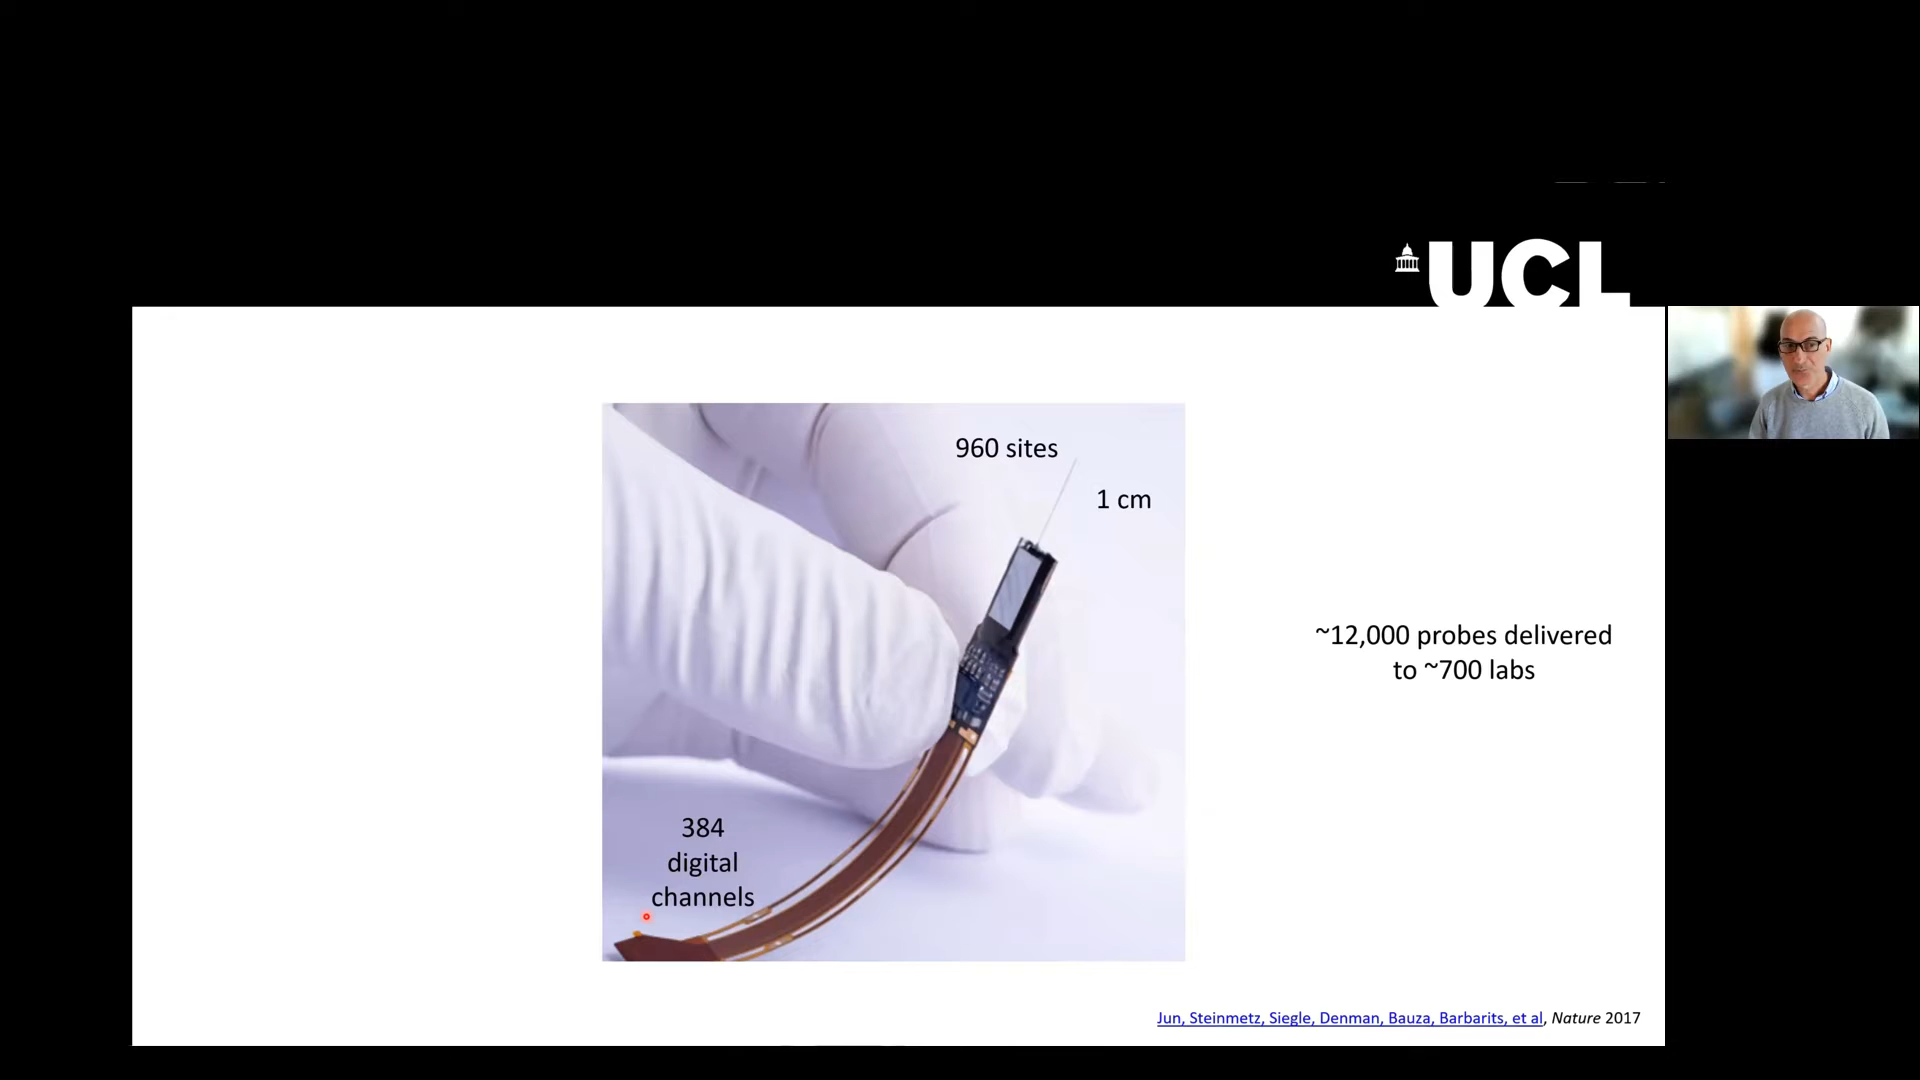 UCL
960 sites
1 cm
~12,000 probes delivered
to ~700 labs
384
digital
channels
Jun, Steinmetz, Siegle, Denman, Bauza, Barbarits, et al, Nature 2017